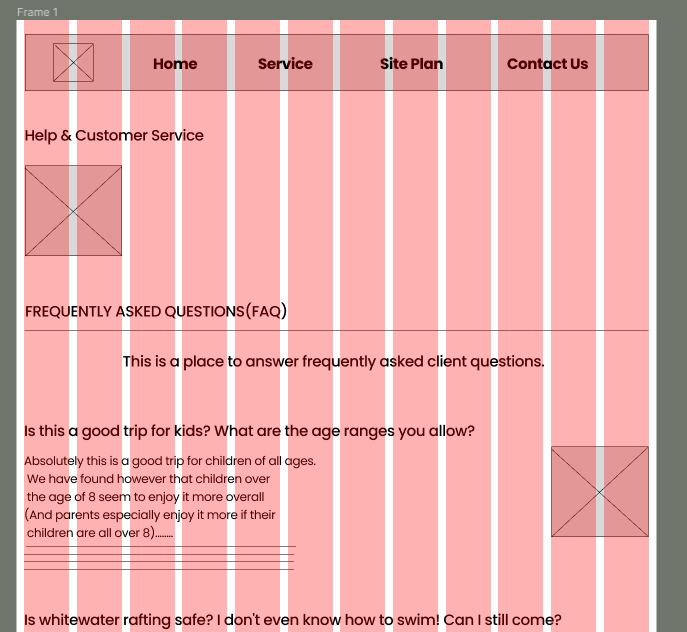 Frame 1
Home Service Site Plan Contact Us
Help & Customer Service
FREQUENTLY ASKED QUESTIONS(FAQ)
This is a place to answer frequently asked client questions.
Is this a good trip for kids? What are the age ranges you allow?
Absolutely this is a good trip for children of all ages.
We have found however that children over
the age of 8 seem to enjoy it more overall
(And parents especially enjoy it more if their
children are all over 8)........
Is whitewater rafting safe? I don't even know how to swim! Can I still come?